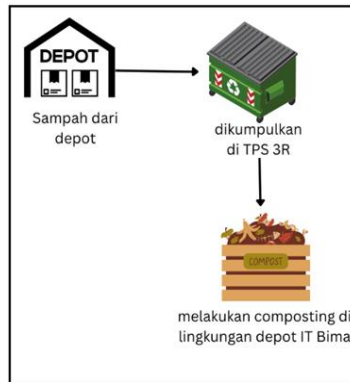 DEPOT
Sampah dari
depot
dikumpulkan
di TPS 3R
COMPOST
melakukan composting di
lingkungan depot IT Bima